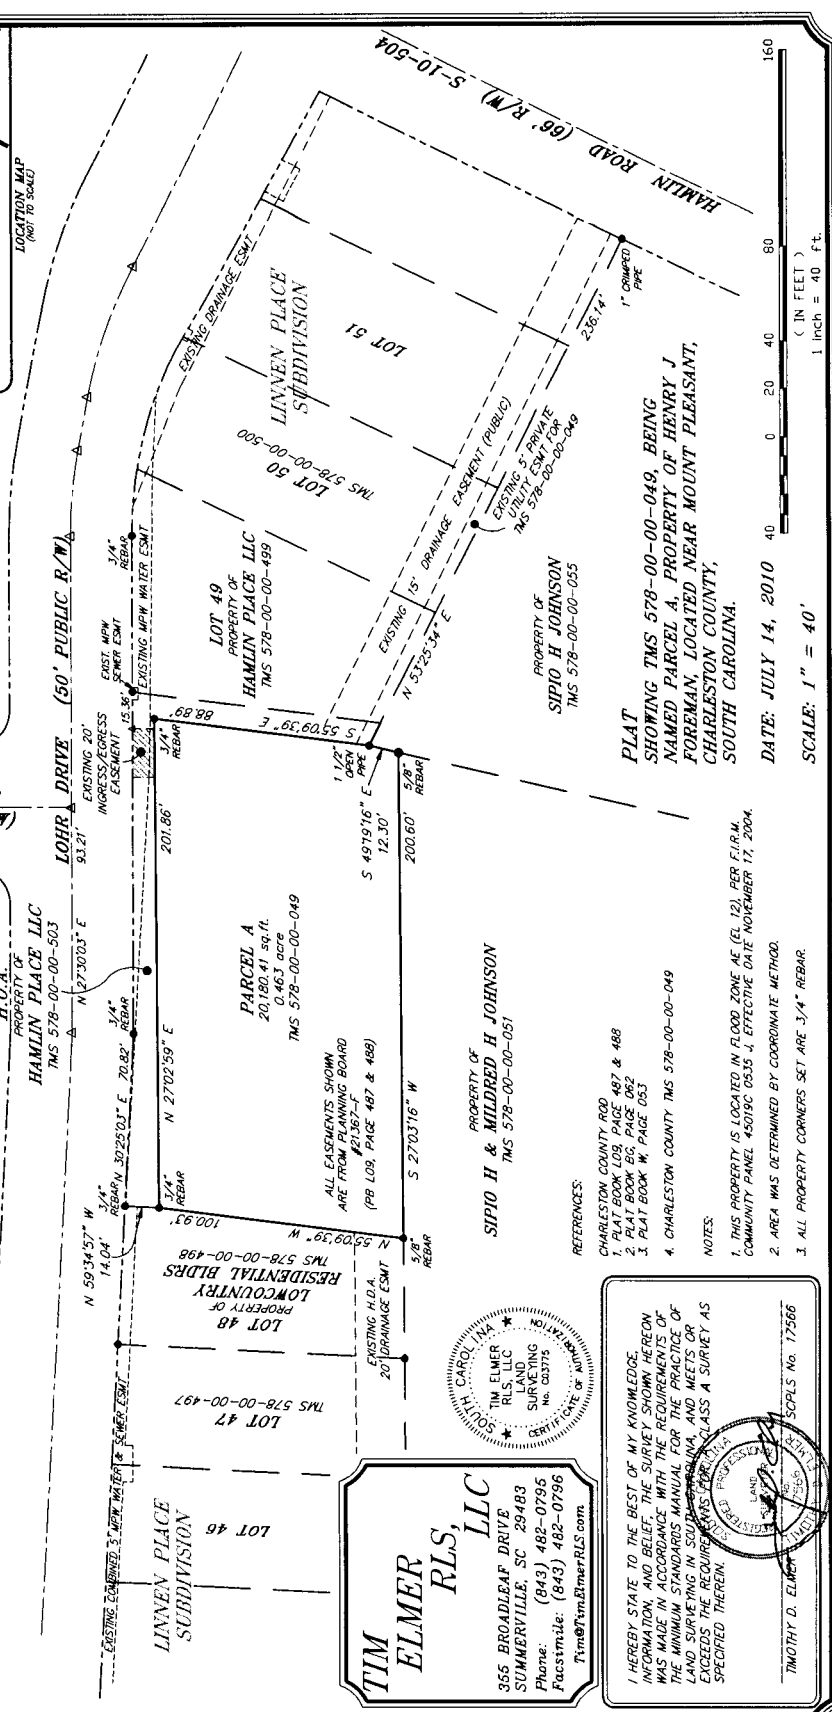 LOCATION MAP
(NOT TO SCALE)
HAMLIN ROAD (66' R/W) S-10-504
LOHR DRIVE (50' PUBLIC R/W)
H.O.A.
PROPERTY OF
HAMLIN PLACE LLC
TMS 578-00-00-503
N 27'30'03" E
93.21'
EXISTING 20'
INGRESS/EGRESS
EASEMENT
EXIST. MPW
SEWER ESMT
15.36'
3/4"
REBAR
EXISTING MPW WATER ESMT
EXISTING DRAINAGE ESMT
LINNEN PLACE
SUBDIVISION
LOT 51
LOT 50
TMS 578-00-00-500
LOT 49
PROPERTY OF
HAMLIN PLACE LLC
TMS 578-00-00-499
EXISTING 15' DRAINAGE EASEMENT (PUBLIC)
236.14'
1" CRIMPED
PIPE
EXISTING 5' PRIVATE
UTILITY ESMT FOR
TMS 578-00-00-049
N 53'25'34" E
PROPERTY OF
SIPIO H JOHNSON
TMS 578-00-00-055
3/4"
REBAR
88.89'
S 55'09'39" E
1 1/2"
OPEN
PIPE
S 49'19'16" E
12.30'
5/8"
REBAR
201.86'
N 27'02'59" E
200.60'
S 27'03'16" W
PARCEL A
20,180.41 sq.ft.
0.463 acre
TMS 578-00-00-049
ALL EASEMENTS SHOWN
ARE FROM PLANNING BOARD
#21367-F
(PB L09, PAGE 487 & 488)
3/4"
REBAR
N 30'25'03" E 70.82'
3/4"
REBAR
N 59'34'57" W
14.04'
3/4"
REBAR
100.93'
N 55'09'39" W
5/8"
REBAR
PROPERTY OF
SIPIO H & MILDRED H JOHNSON
TMS 578-00-00-051
LOT 48
PROPERTY OF
LOWCOUNTRY
RESIDENTIAL BLDRS
TMS 578-00-00-498
EXISTING H.D.A.
20' DRAINAGE ESMT
LOT 47
TMS 578-00-00-497
EXISTING COMBINED 5' MPW WATER & SEWER ESMT
LOT 46
LINNEN PLACE
SUBDIVISION
PLAT
SHOWING TMS 578-00-00-049, BEING
NAMED PARCEL A, PROPERTY OF HENRY J
FOREMAN, LOCATED NEAR MOUNT PLEASANT,
CHARLESTON COUNTY,
SOUTH CAROLINA.
DATE: JULY 14, 2010
SCALE: 1" = 40'
40 0 20 40 80 160
( IN FEET )
1 inch = 40 ft.
REFERENCES:
CHARLESTON COUNTY ROD
1. PLAT BOOK L09, PAGE 487 & 488
2. PLAT BOOK BG, PAGE 062
3. PLAT BOOK W, PAGE 053
4. CHARLESTON COUNTY TMS 578-00-00-049
NOTES:
1. THIS PROPERTY IS LOCATED IN FLOOD ZONE AE (EL 12), PER F.I.R.M.
COMMUNITY PANEL 45019C 0535 J, EFFECTIVE DATE NOVEMBER 17, 2004.
2. AREA WAS DETERMINED BY COORDINATE METHOD.
3. ALL PROPERTY CORNERS SET ARE 3/4" REBAR.
SOUTH CAROLINA
TIM ELMER
RLS, LLC
LAND
SURVEYING
No. C03775
CERTIFICATE OF AUTHORIZATION
TIM
ELMER
RLS,
LLC
355 BROADLEAF DRIVE
SUMMERVILLE, SC 29483
Phone: (843) 482-0795
Facsimile: (843) 482-0796
Tim@TimElmerRLS.com
I HEREBY STATE TO THE BEST OF MY KNOWLEDGE,
INFORMATION, AND BELIEF, THE SURVEY SHOWN HEREON
WAS MADE IN ACCORDANCE WITH THE REQUIREMENTS OF
THE MINIMUM STANDARDS MANUAL FOR THE PRACTICE OF
LAND SURVEYING IN SOUTH CAROLINA, AND MEETS OR
EXCEEDS THE REQUIREMENTS FOR A CLASS A SURVEY AS
SPECIFIED THEREIN.
TIMOTHY D. ELMER SCPLS No. 17566